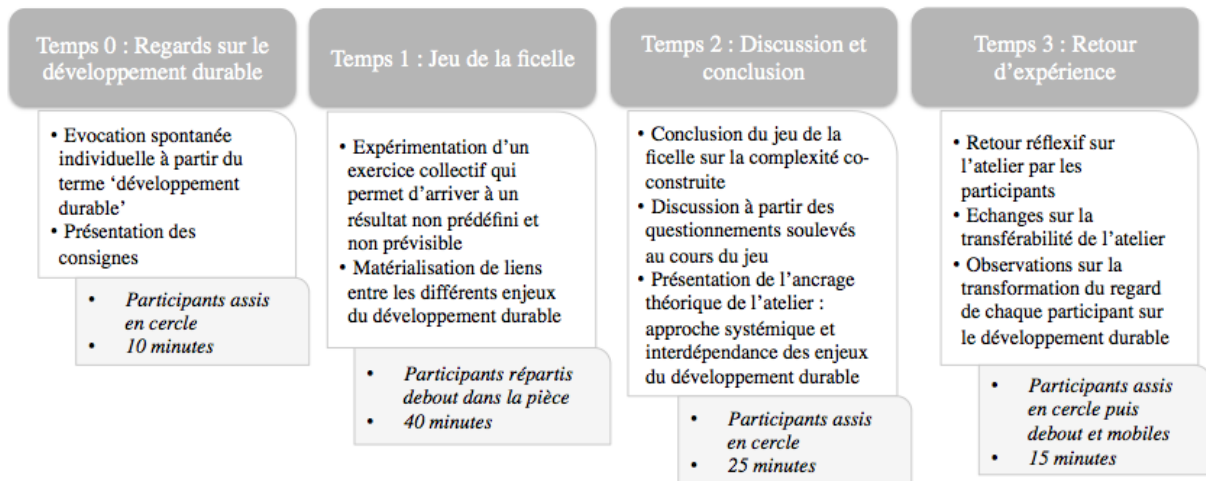 Temps 0 : Regards sur le
développement durable
• Evocation spontanée
individuelle à partir du
terme ‘développement
durable’
• Présentation des
consignes
• Participants assis
en cercle
• 10 minutes
Temps 1 : Jeu de la ficelle
• Expérimentation d’un
exercice collectif qui
permet d’arriver à un
résultat non prédéfini et
non prévisible
• Matérialisation de liens
entre les différents enjeux
du développement durable
• Participants répartis
debout dans la pièce
• 40 minutes
Temps 2 : Discussion et
conclusion
• Conclusion du jeu de la
ficelle sur la complexité co-
construite
• Discussion à partir des
questionnements soulevés
au cours du jeu
• Présentation de l’ancrage
théorique de l’atelier :
approche systémique et
interdépendance des enjeux
du développement durable
• Participants assis
en cercle
• 25 minutes
Temps 3 : Retour
d’expérience
• Retour réflexif sur
l’atelier par les
participants
• Echanges sur la
transférabilité de l’atelier
• Observations sur la
transformation du regard
de chaque participant sur
le développement durable
• Participants assis
en cercle puis
debout et mobiles
• 15 minutes